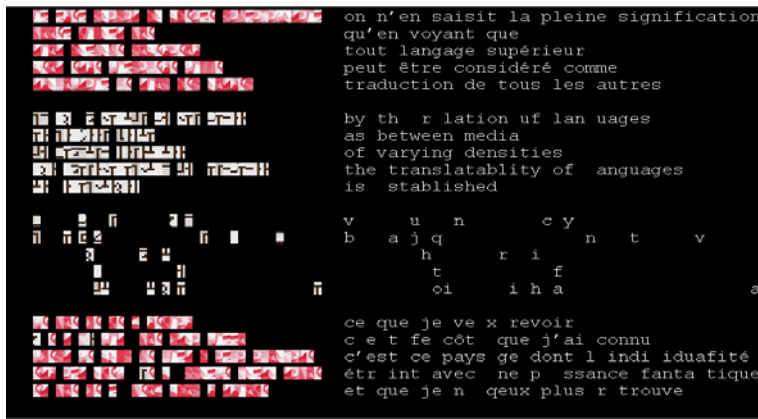 on n'en saisit la pleine signification
qu'en voyant que
tout langage supérieur
peut être considéré comme
traduction de tous les autres
by th r lation uf lan uages
as between media
of varying densities
the translatablity of anguages
is stablished
v u n c y
b a j q n t v
h r i
t f
oi i h a a
ce que je ve x revoir
c e t fe côt que j'ai connu
c'est ce pays ge dont l indi iduafité
étr int avec ne p ssance fanta tique
et que je n qeux plus r trouve